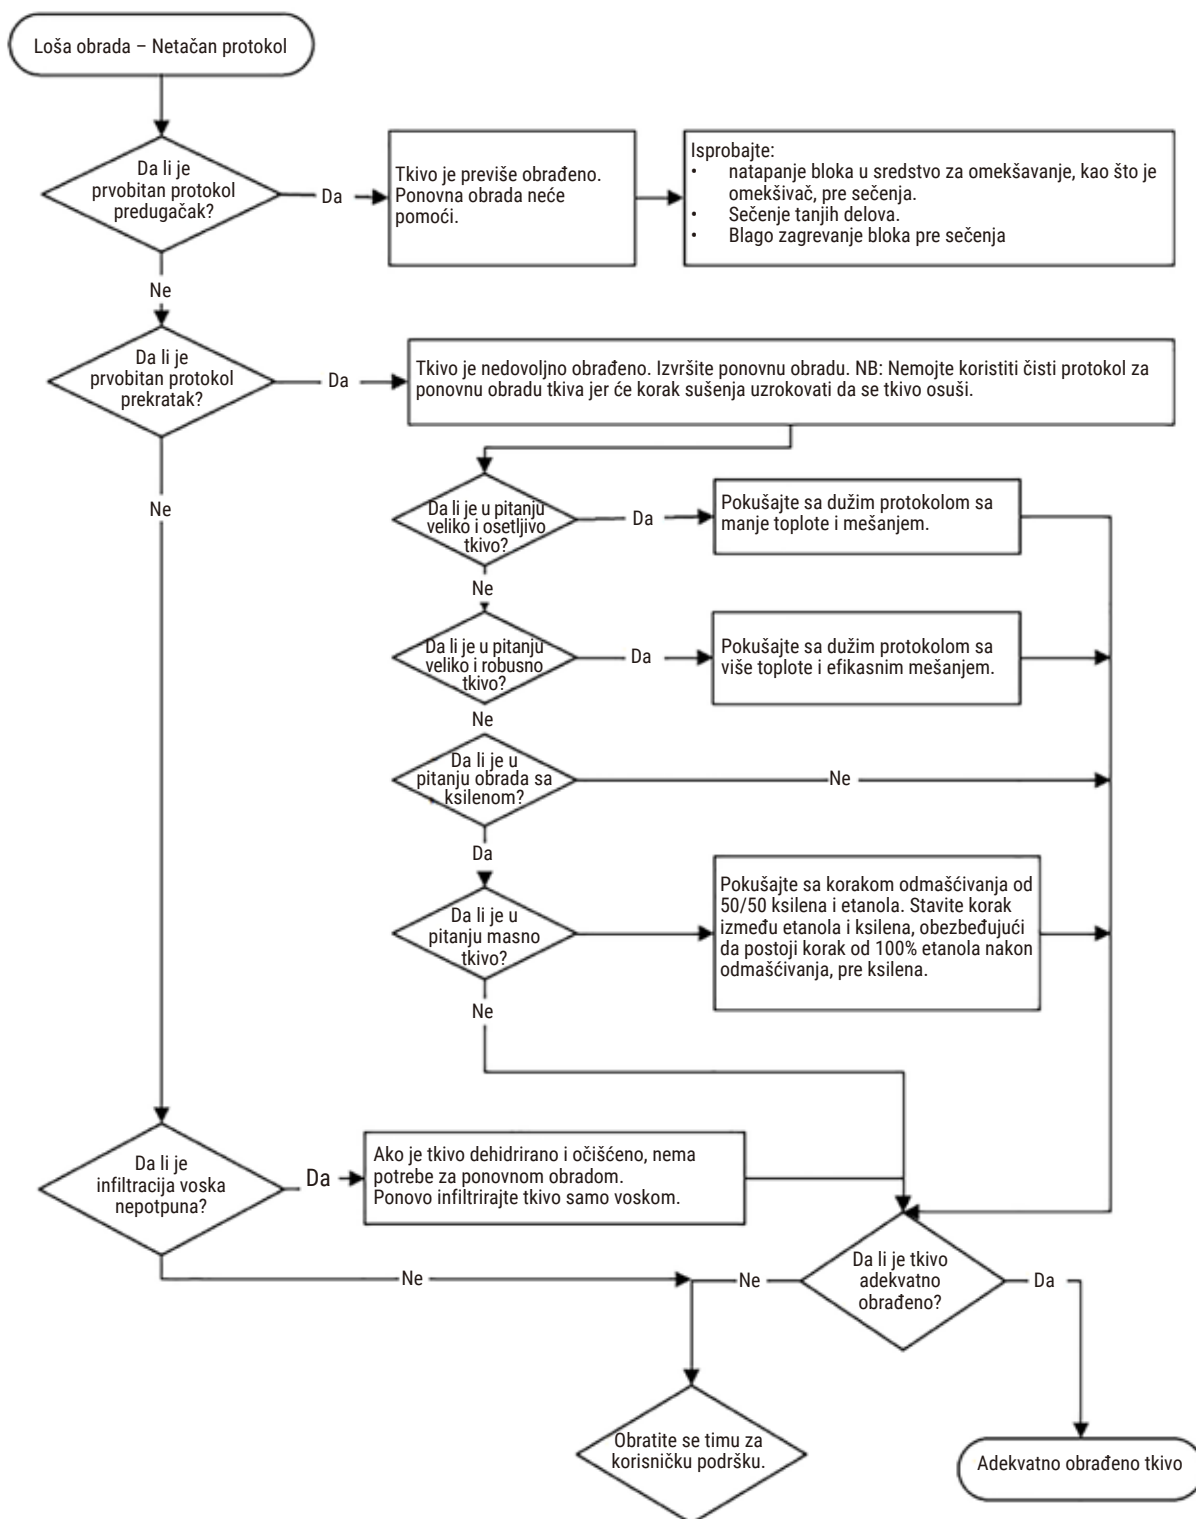 Loša obrada – Netačan protokol
Da li je
prvobitan protokol
predugačak?
Da
Tkivo je previše obrađeno.
Ponovna obrada neće
pomoći.
Isprobajte:
• natapanje bloka u sredstvo za omekšavanje, kao što je
omekšivač, pre sečenja.
• Sečenje tanjih delova.
• Blago zagrevanje bloka pre sečenja
Ne
Da li je
prvobitan protokol
prekratak?
Da
Tkivo je nedovoljno obrađeno. Izvršite ponovnu obradu. NB: Nemojte koristiti čisti protokol za
ponovnu obradu tkiva jer će korak sušenja uzrokovati da se tkivo osuši.
Ne
Da li je u pitanju
veliko i osetljivo
tkivo?
Da
Pokušajte sa dužim protokolom sa
manje toplote i mešanjem.
Ne
Da li je u pitanju
veliko i robusno
tkivo?
Da
Pokušajte sa dužim protokolom sa
više toplote i efikasnim mešanjem.
Ne
Da li je u
pitanju obrada sa
ksilenom?
Ne
Da
Da li je u
pitanju masno
tkivo?
Pokušajte sa korakom odmašćivanja od
50/50 ksilena i etanola. Stavite korak
između etanola i ksilena, obezbeđujući
da postoji korak od 100% etanola nakon
odmašćivanja, pre ksilena.
Ne
Da li je
infiltracija voska
nepotpuna?
Da
Ako je tkivo dehidrirano i očišćeno, nema
potrebe za ponovnom obradom.
Ponovo infiltrirajte tkivo samo voskom.
Ne
Da li je tkivo
adekvatno
obrađeno?
Ne
Da
Obratite se timu za
korisničku podršku.
Adekvatno obrađeno tkivo